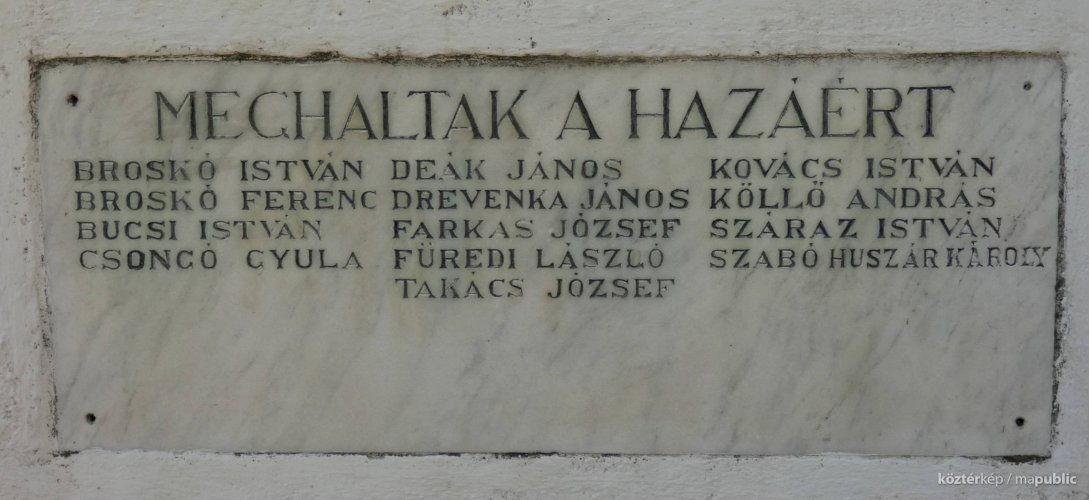 MEGHALTAK A HAZÁÉRT
BROSKÓ ISTVÁN DEÁK JÁNOS KOVÁCS ISTVÁN
BROSKÓ FERENC DREVENKA JÁNOS KÖLLŐ ANDRÁS
BUCSI ISTVÁN FARKAS JÓZSEF SZÁRAZ ISTVÁN
CSONGÓ GYULA FÜREDI LÁSZLÓ SZABÓ HUSZÁR KÁROLY
TAKÁCS JÓZSEF
köztérkép / mapublic